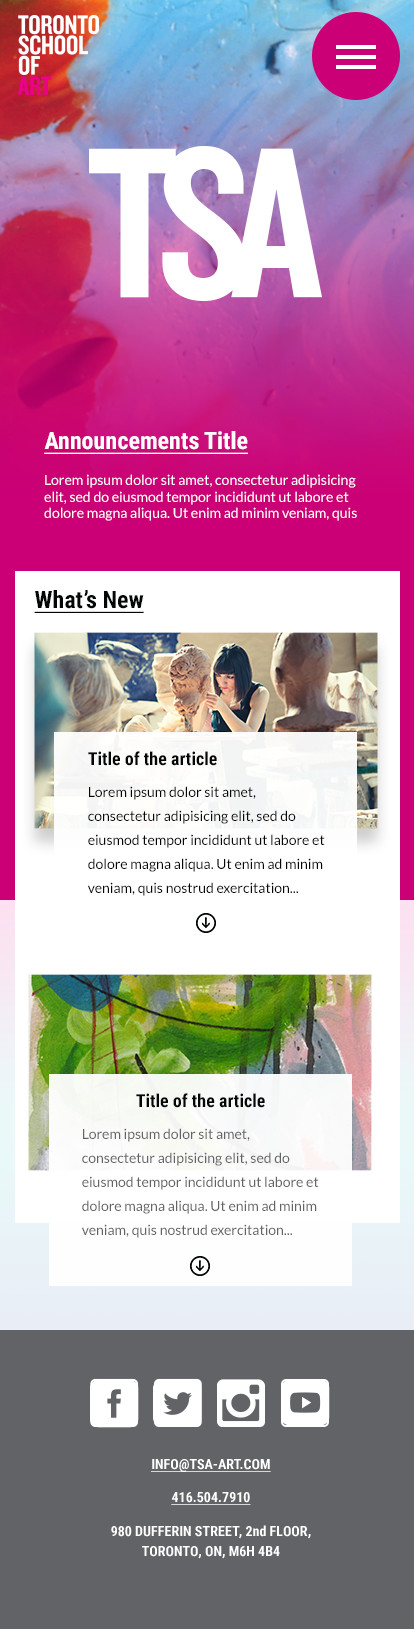 TORONTO
SCHOOL
OF
ART
TSA
Announcements Title
Lorem ipsum dolor sit amet, consectetur adipisicing
elit, sed do eiusmod tempor incididunt ut labore et
dolore magna aliqua. Ut enim ad minim veniam, quis
What's New
Title of the article
Lorem ipsum dolor sit amet,
consectetur adipisicing elit, sed do
eiusmod tempor incididunt ut labore et
dolore magna aliqua. Ut enim ad minim
veniam, quis nostrud exercitation...
Title of the article
Lorem ipsum dolor sit amet,
consectetur adipisicing elit, sed do
eiusmod tempor incididunt ut labore et
dolore magna aliqua. Ut enim ad minim
veniam, quis nostrud exercitation...
INFO@TSA-ART.COM
416.504.7910
980 DUFFERIN STREET, 2nd FLOOR,
TORONTO, ON, M6H 4B4